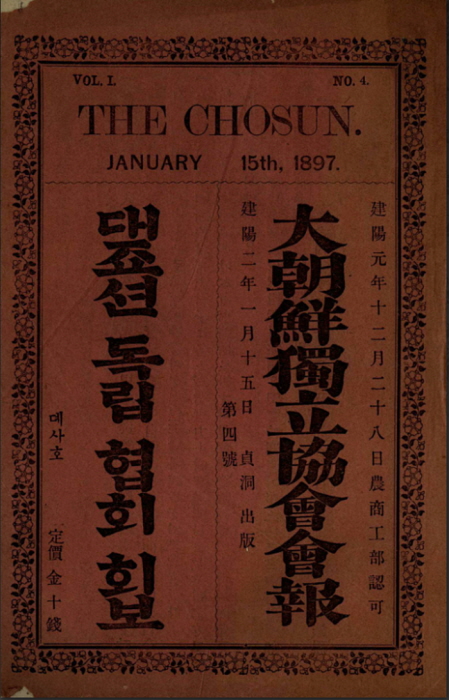 VOL. I. NO. 4.
THE CHOSUN.
JANUARY 15th, 1897.
建陽元年十二月二十八日農商工部認可
大朝鮮獨立協會會報
建陽二年一月十五日 貞洞 出版
第四號
대죠션 독립 협회 회보
뎨사호
定價 金十錢